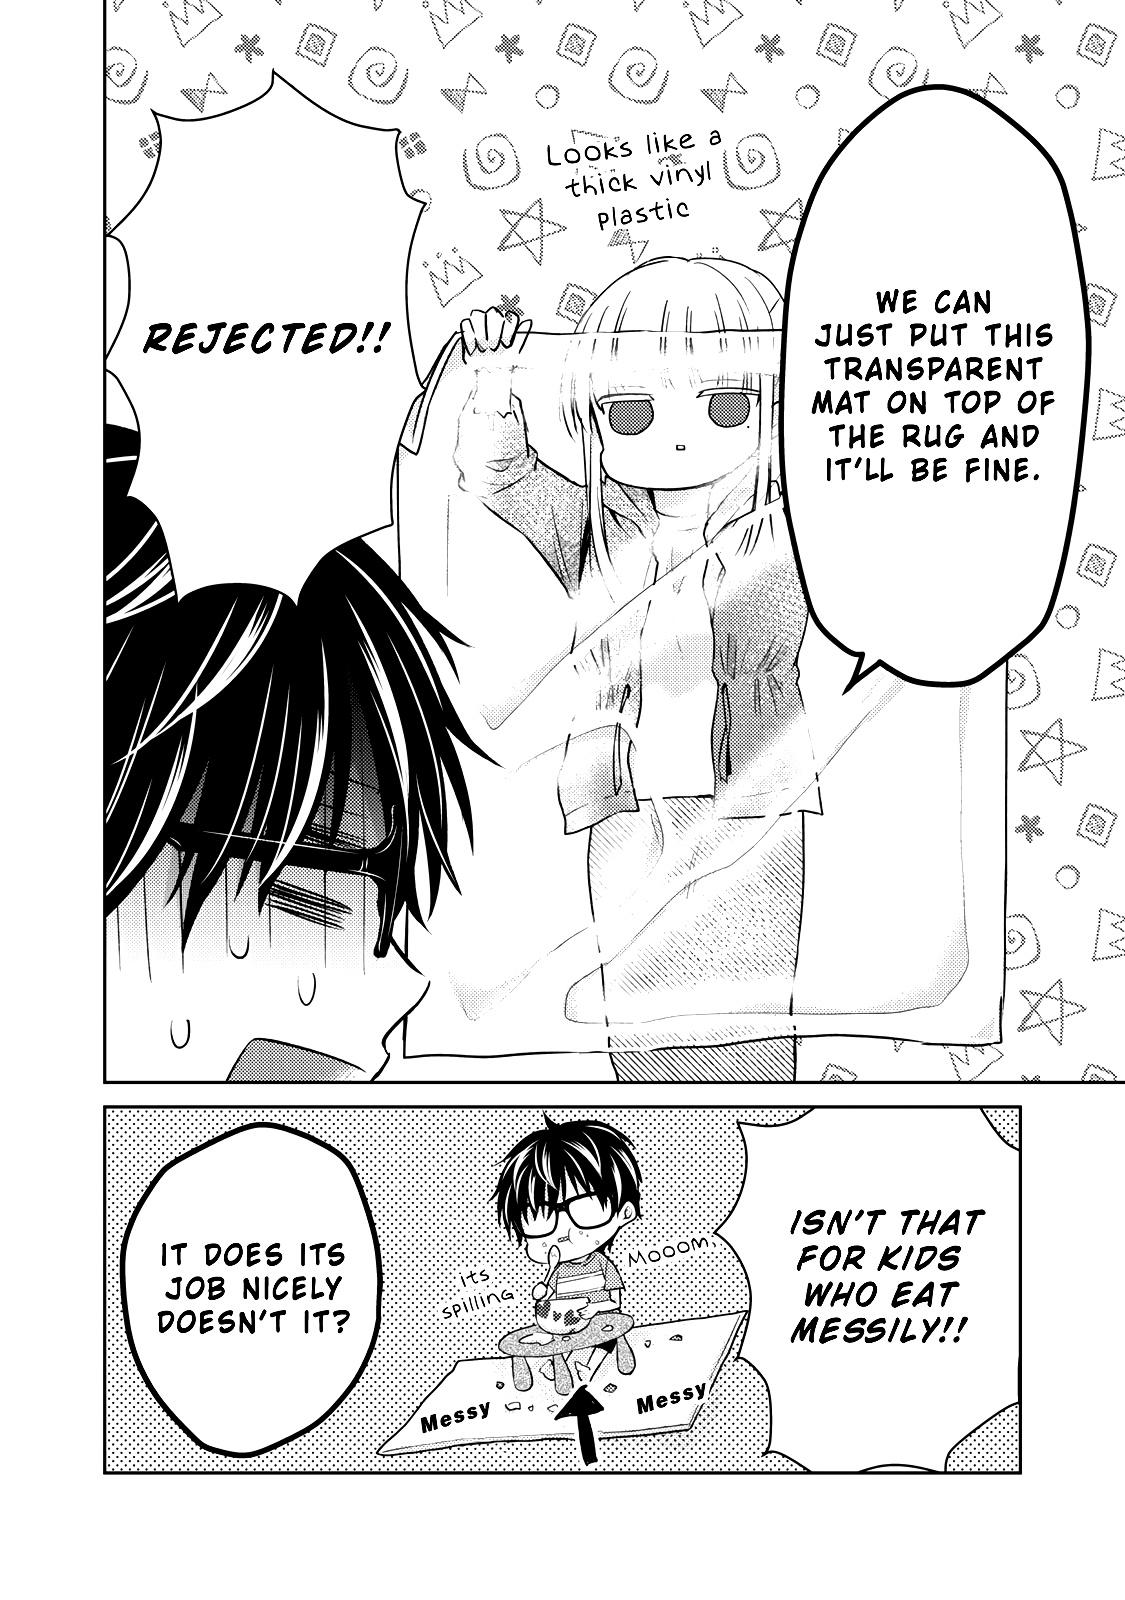 WE CAN
JUST PUT THIS
TRANSPARENT
MAT ON TOP OF
THE RUG AND
IT'LL BE FINE.
Looks like a
thick vinyl
plastic
REJECTED!!
ISN'T THAT
FOR KIDS
WHO EAT
MESSILY!!
Mooom,
its
spilling
Messy
Messy
IT DOES ITS
JOB NICELY
DOESN'T IT?